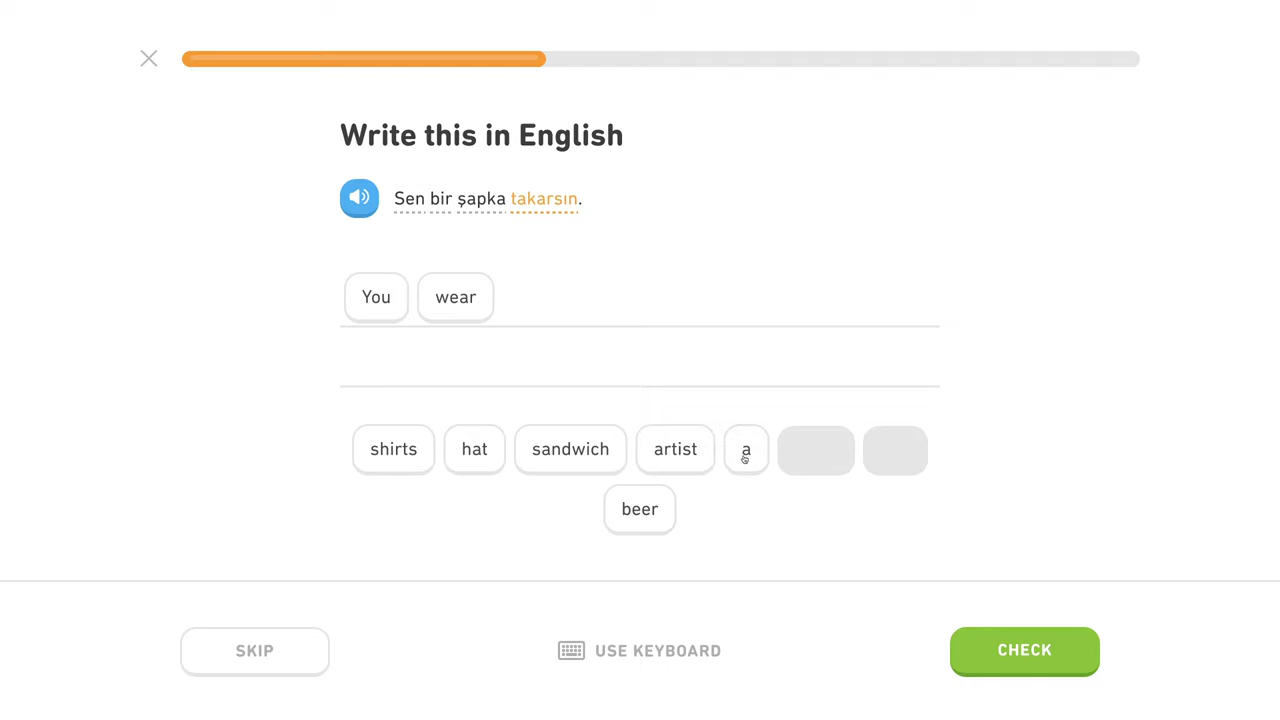 Write this in English
Sen bir şapka takarsın.
You wear
shirts hat sandwich artist a
beer
SKIP USE KEYBOARD CHECK